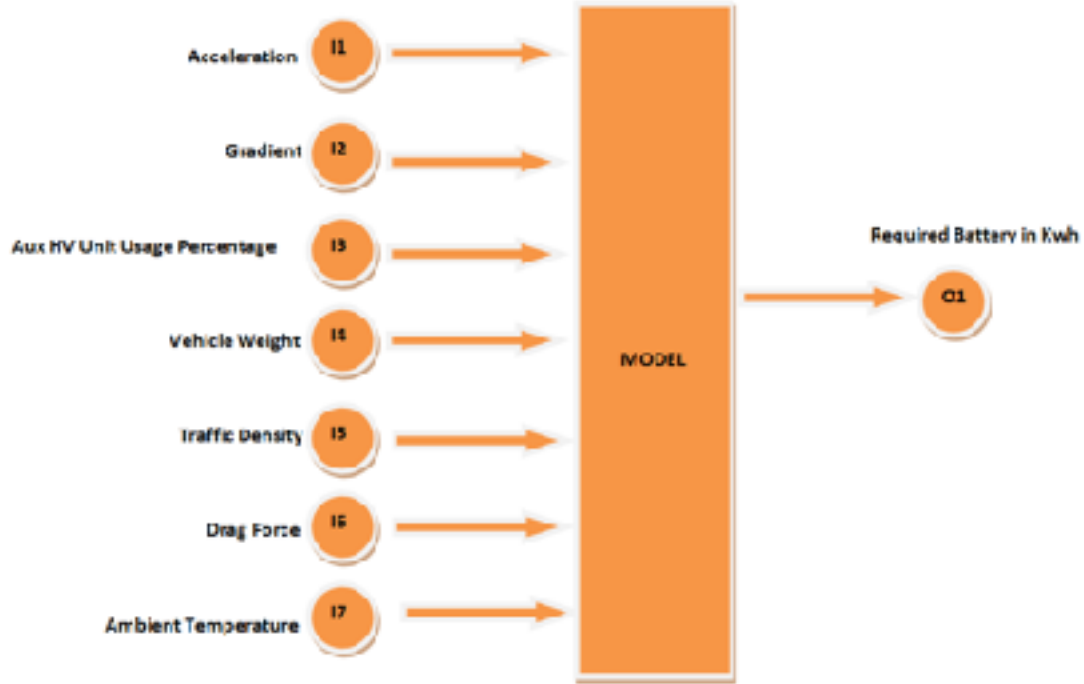 Acceleration I1
Gradient I2
Aux HV Unit Usage Percentage I3
Vehicle Weight I4
Traffic Density I5
Drag Force I6
Ambient Temperature I7
MODEL
Required Battery in Kwh
O1